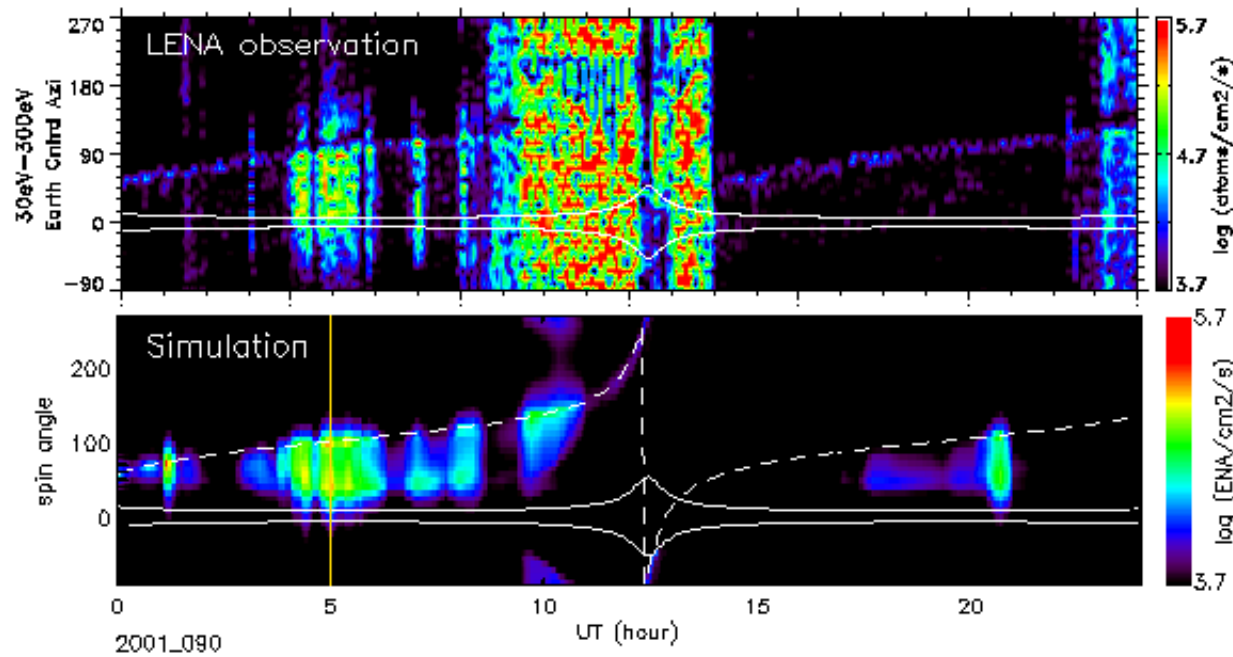 270
LENA observation
180
90
0
-90
30eV-300eV
Earth Cntrd Azi
5.7
4.7
3.7
log (atoms/cm2/s)
Simulation
200
100
0
spin angle
5.7
3.7
log [ENA/cm2/s)
0 5 10 15 20
UT (hour)
2001_090